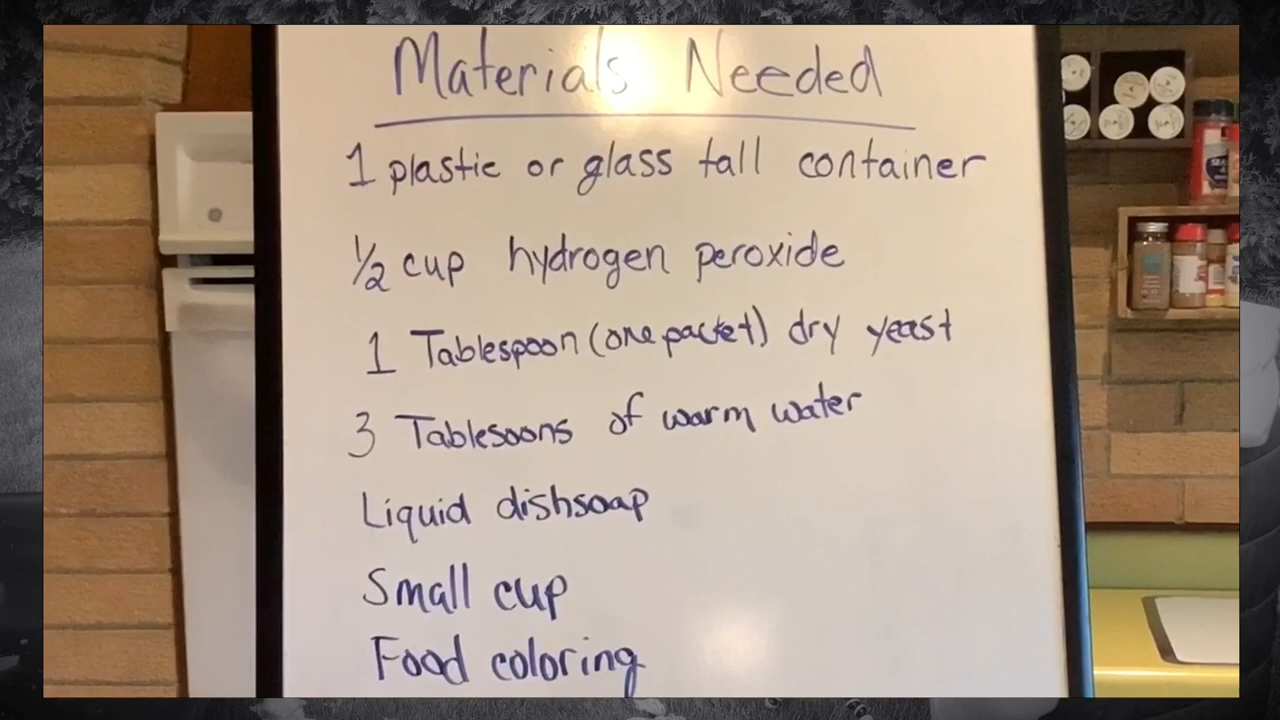 Materials Needed
1 plastic or glass tall container
1/2 cup hydrogen peroxide
1 Tablespoon (one packet) dry yeast
3 Tablesoons of warm water
Liquid dishsoap
Small cup
Food coloring